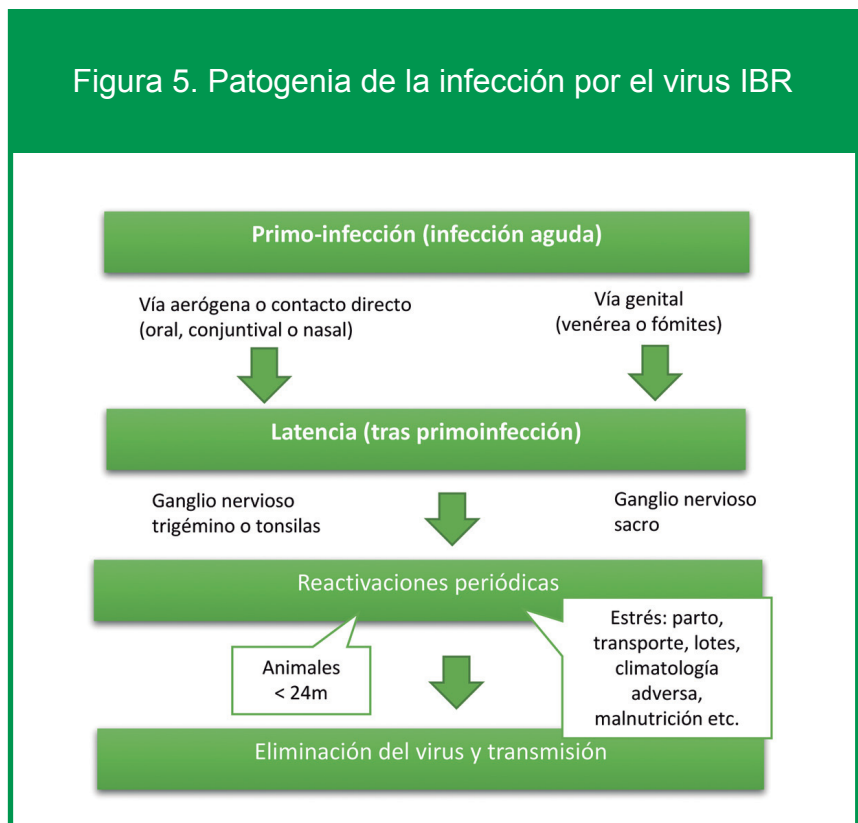 Figura 5. Patogenia de la infección por el virus IBR
Primo-infección (infección aguda)
Vía aerógena o contacto directo
(oral, conjuntival o nasal)
Vía genital
(venérea o fómites)
Latencia (tras primoinfección)
Ganglio nervioso
trigémino o tonsilas
Ganglio nervioso
sacro
Reactivaciones periódicas
Animales
< 24m
Estrés: parto,
transporte, lotes,
climatología
adversa,
malnutrición etc.
Eliminación del virus y transmisión